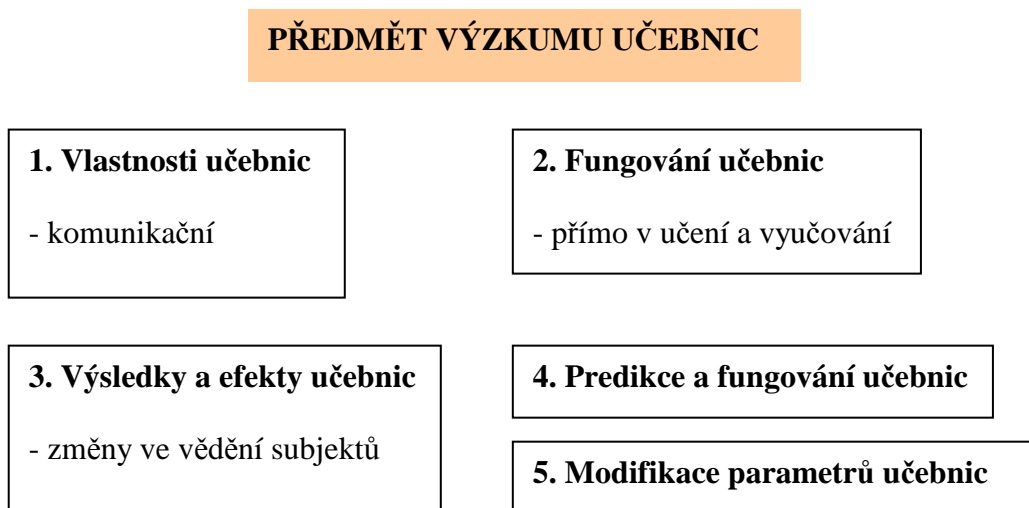 PŘEDMĚT VÝZKUMU UČEBNIC
1. Vlastnosti učebnic
- komunikační
2. Fungování učebnic
- přímo v učení a vyučování
3. Výsledky a efekty učebnic
- změny ve vědění subjektů
4. Predikce a fungování učebnic
5. Modifikace parametrů učebnic